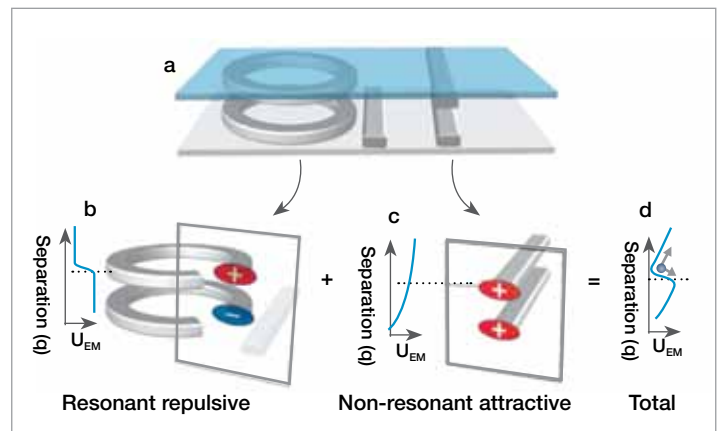 a
b
c
d
Separation (q)
U_EM
+
−
+
Separation (q)
+
+
U_EM
=
Separation (q)
U_EM
Resonant repulsive
Non-resonant attractive
Total